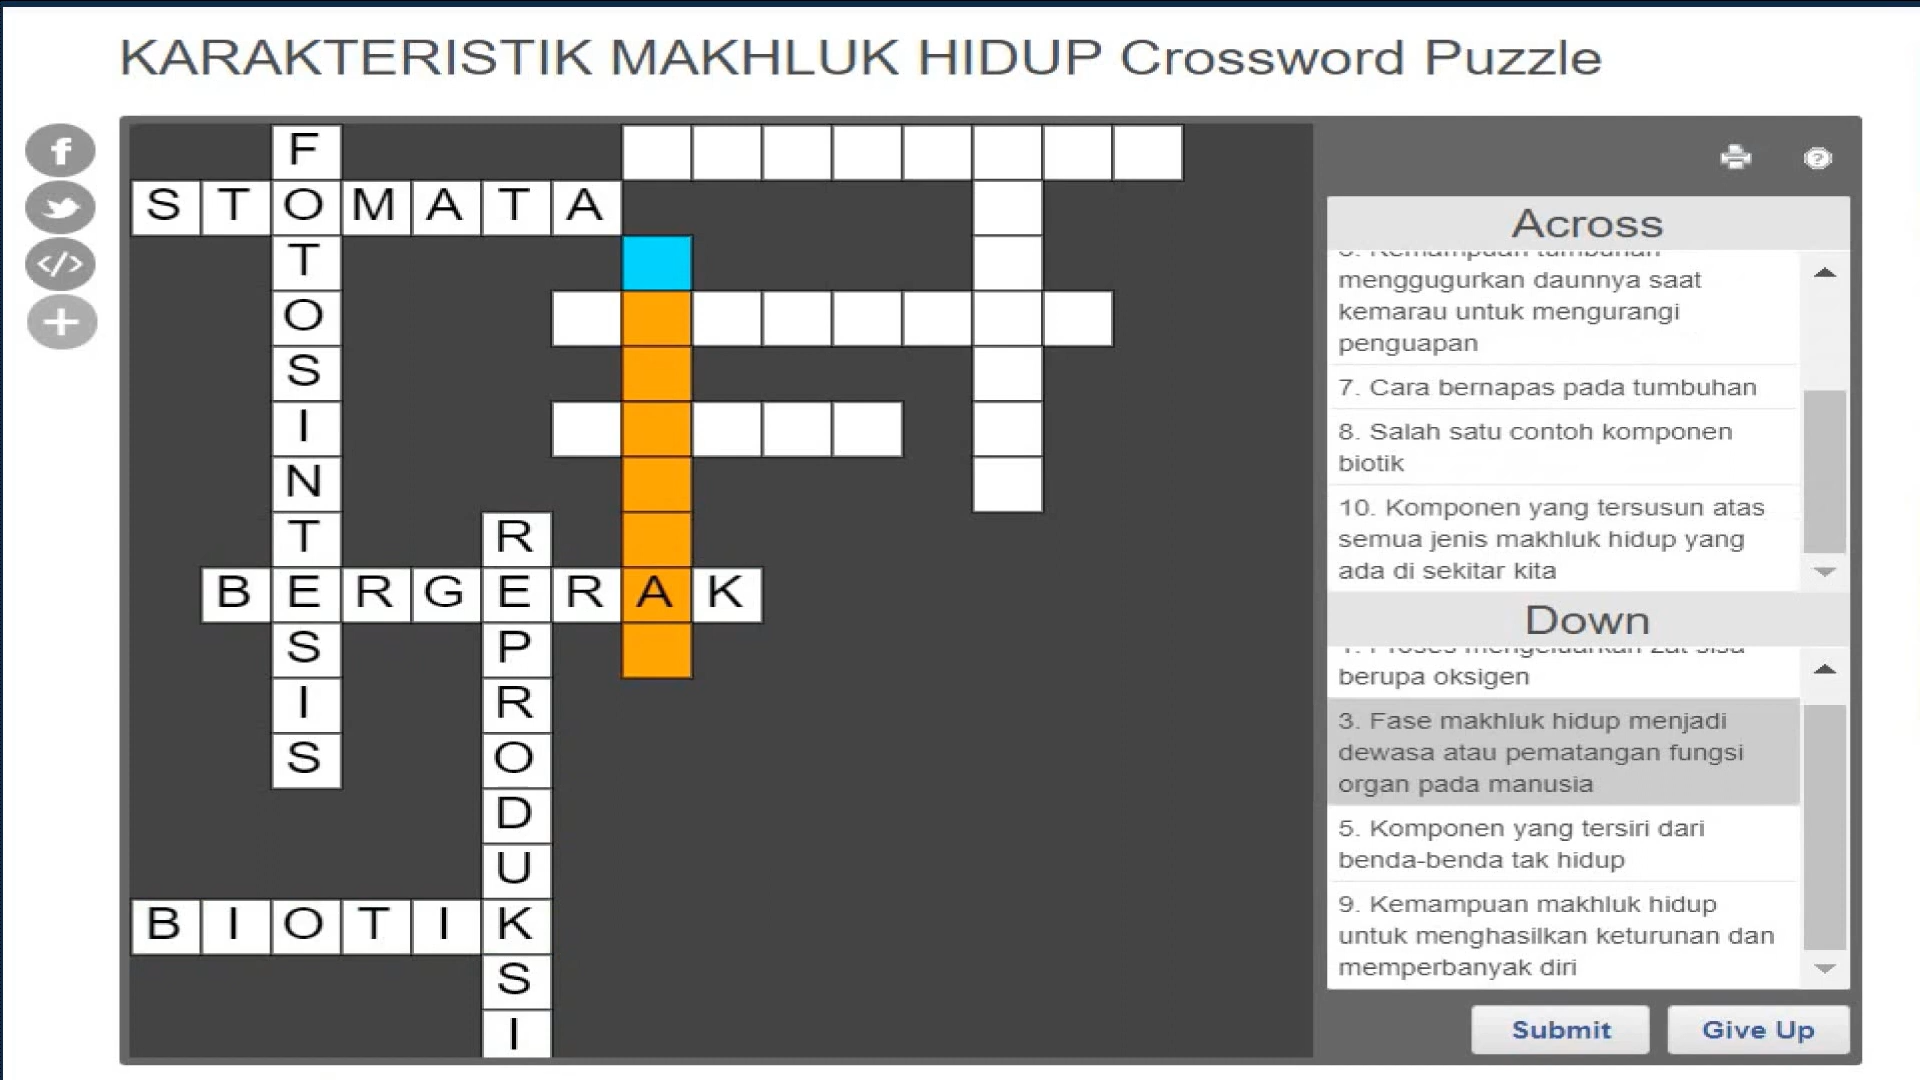 KARAKTERISTIK MAKHLUK HIDUP Crossword Puzzle
F
STOMATA
T
O
S
I
N
T
R
BERGERAK
S
P
I
R
S
O
D
U
BIOTIK
S
I
Across
menggugurkan daunnya saat
kemarau untuk mengurangi
penguapan
7. Cara bernapas pada tumbuhan
8. Salah satu contoh komponen
biotik
10. Komponen yang tersusun atas
semua jenis makhluk hidup yang
ada di sekitar kita
Down
berupa oksigen
3. Fase makhluk hidup menjadi
dewasa atau pematangan fungsi
organ pada manusia
5. Komponen yang tersiri dari
benda-benda tak hidup
9. Kemampuan makhluk hidup
untuk menghasilkan keturunan dan
memperbanyak diri
Submit
Give Up